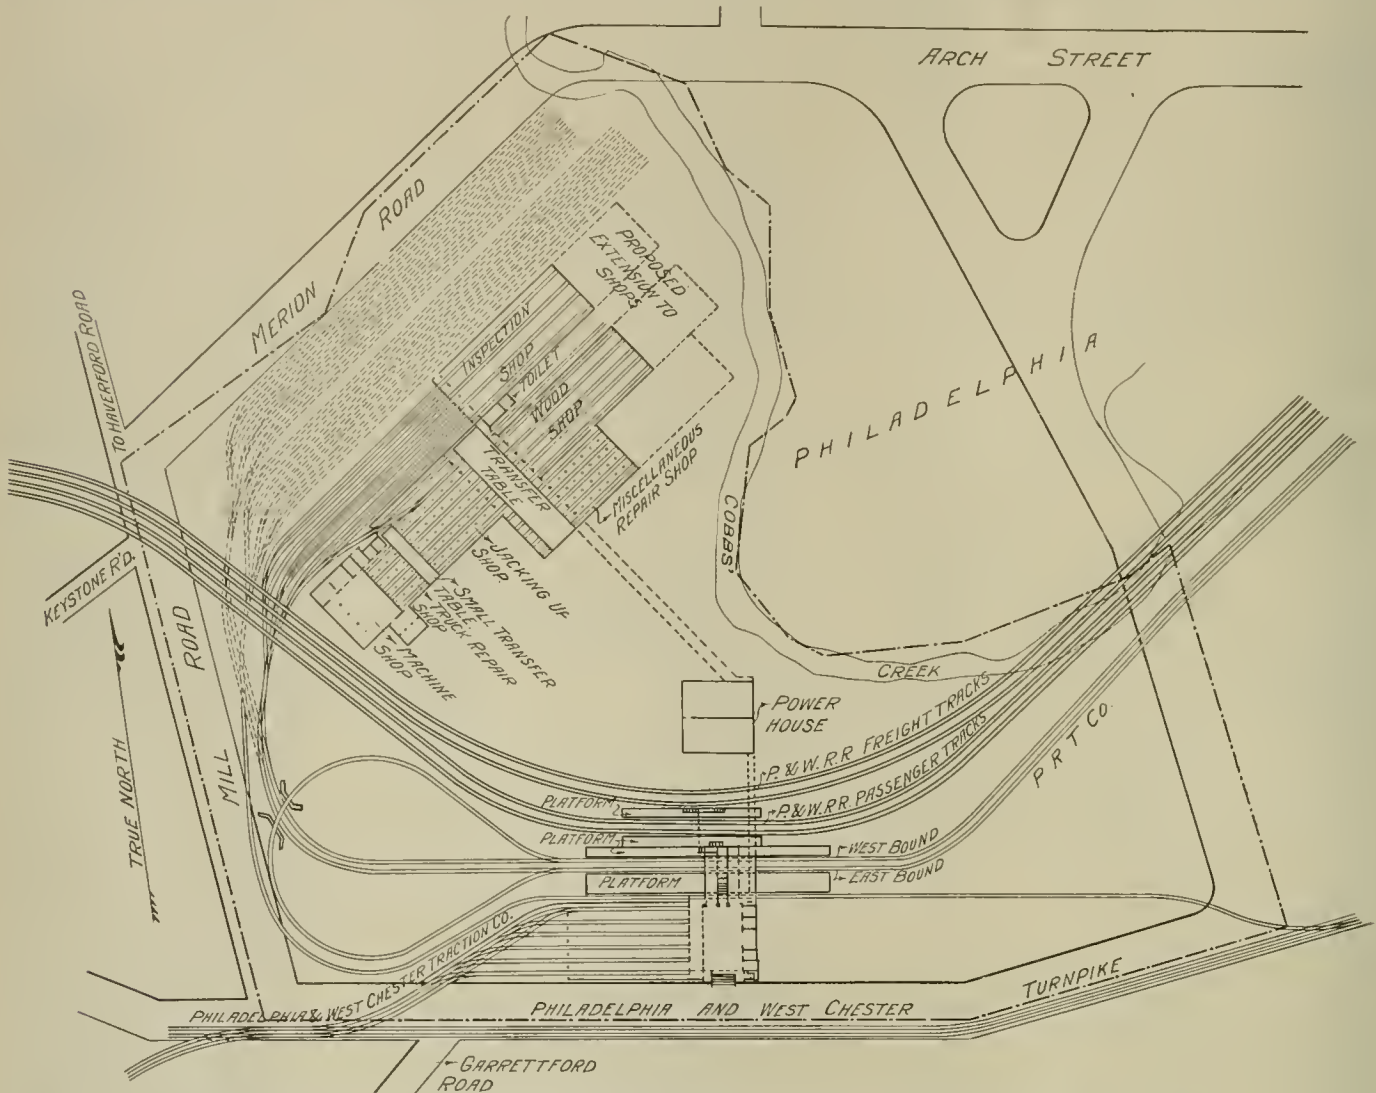 ARCH STREET
MERION ROAD
TO HAVERFORD ROAD
KEYSTONE R'D.
MILL ROAD
TRUE NORTH
PROPOSED
EXTENSION TO
SHOPS
INSPECTION
SHOP
TOILET
WOOD
SHOP
TRANSFER
TABLE
MISCELLANEOUS
REPAIR SHOP
JACKING UP
SHOP.
SMALL TRANSFER
TABLE
TRUCK REPAIR
SHOP
MACHINE
SHOP
PHILADELPHIA
COBBS'
CREEK
POWER
HOUSE
P. & W. R. R FREIGHT TRACKS
P. & W. R.R PASSENGER TRACKS
P R T CO.
PLATFORM
PLATFORM
WEST BOUND
EAST BOUND
PLATFORM
PHILADELPHIA & WEST CHESTER TRACTION CO.
PHILADELPHIA AND WEST CHESTER TURNPIKE
GARRETTFORD
ROAD